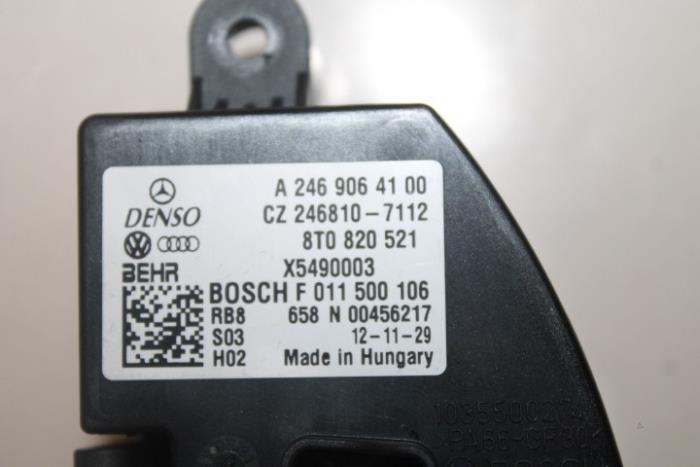 A 246 906 41 00
DENSO CZ 246810-7112
8T0 820 521
BEHR X5490003
BOSCH F 011 500 106
RB8 658 N 00456217
S03 12-11-29
H02 Made in Hungary